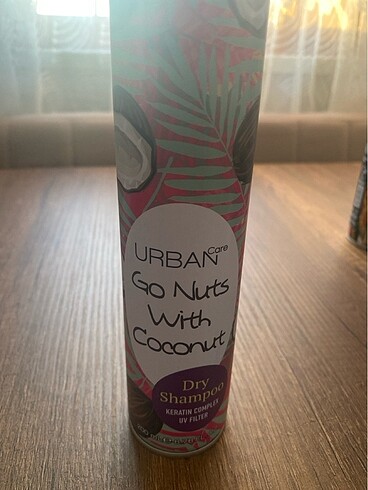 URBAN Care
Go Nuts
With
Coconut
Dry
Shampoo
KERATIN COMPLEX
UV FILTER